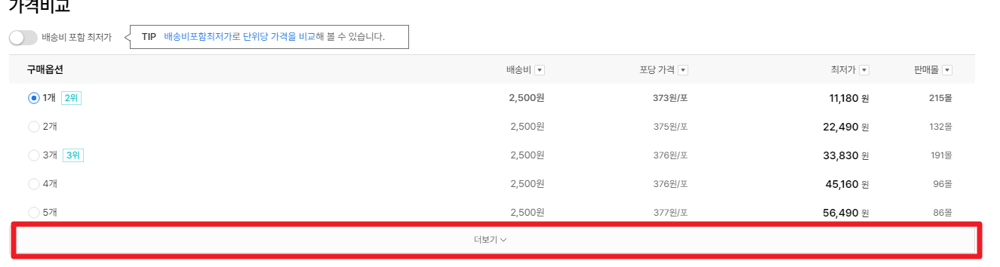 가격비교
배송비 포함 최저가 TIP 배송비포함최저가로 단위당 가격을 비교해 볼 수 있습니다.
구매옵션 배송비 포당 가격 최저가 판매몰
1개 2위 2,500원 373원/포 11,180 원 215몰
2개 2,500원 375원/포 22,490 원 132몰
3개 3위 2,500원 376원/포 33,830 원 191몰
4개 2,500원 376원/포 45,160 원 96몰
5개 2,500원 377원/포 56,490 원 86몰
더보기